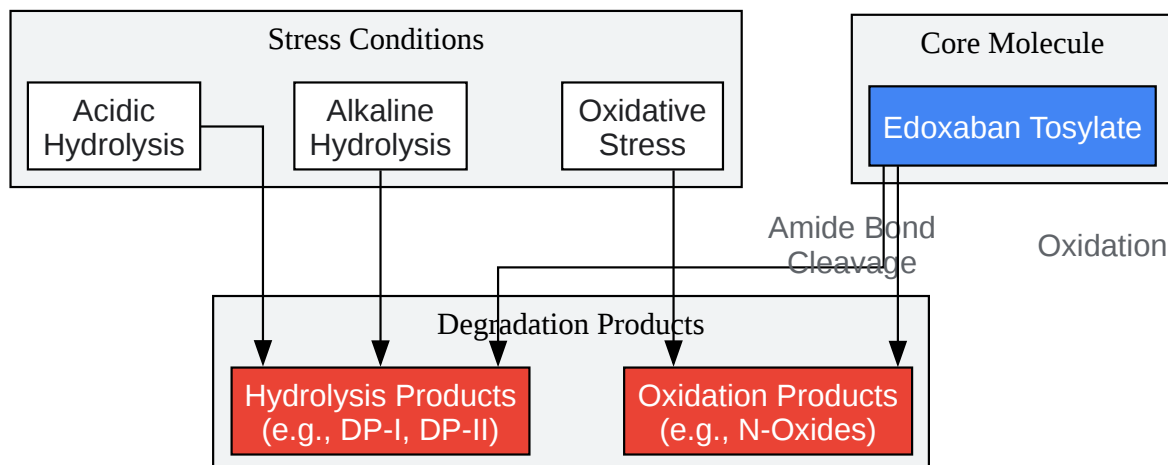 Stress Conditions
Core Molecule
Acidic
Hydrolysis
Alkaline
Hydrolysis
Oxidative
Stress
Edoxaban Tosylate
Amide Bond
Cleavage
Oxidation
Degradation Products
Hydrolysis Products
(e.g., DP-I, DP-II)
Oxidation Products
(e.g., N-Oxides)